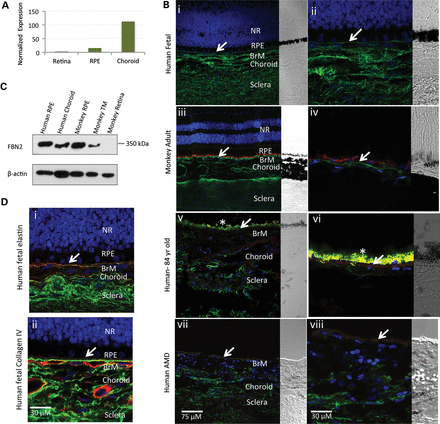 A
Normalized Expression
150
100
50
0
Retina
RPE
Choroid
B
Human Fetal
i
NR
RPE
BrM
Choroid
Sclera
ii
Monkey Adult
iii
NR
RPE
BrM
Choroid
Sclera
iv
Human- 84 yr old
v
*
BrM
Choroid
Sclera
vi
*
Human AMD
vii
BrM
Choroid
Sclera
75 µM
viii
30 µM
C
Human RPE
Human Choroid
Monkey RPE
Monkey TM
Monkey Retina
FBN2
350 kDa
β-actin
D
Human fetal elastin
i
NR
RPE
BrM
Choroid
Sclera
Human fetal Collagen IV
ii
NR
RPE
BrM
Choroid
Sclera
30 µM